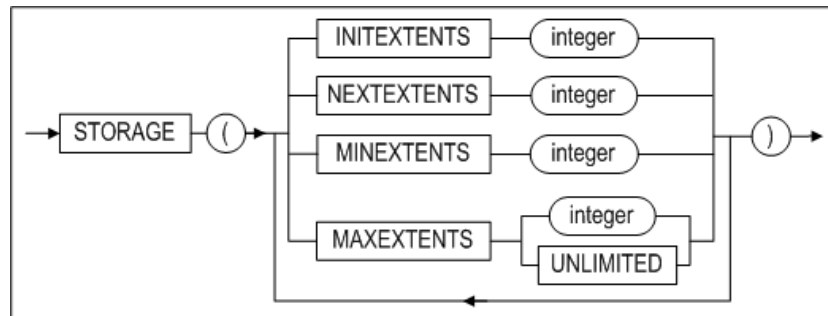 INITEXTENTS integer
NEXTEXTENTS integer
STORAGE ( )
MINEXTENTS integer
MAXEXTENTS integer
UNLIMITED